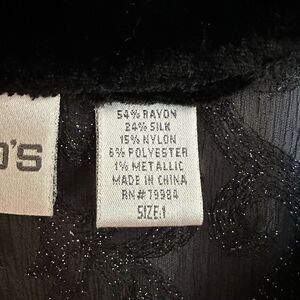 O'S
54% RAYON
24% SILK
15% NYLON
6% POLYESTER
1% METALLIC
MADE IN CHINA
RN#79984
SIZE:1